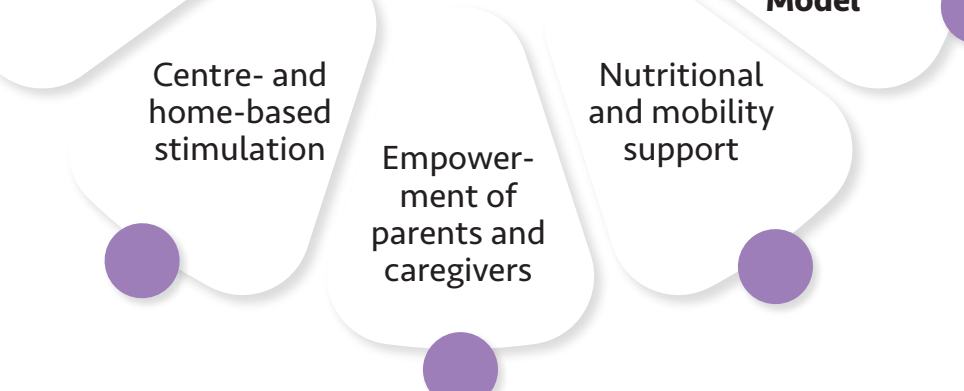 Model
Centre- and
home-based
stimulation
Empower-
ment of
parents and
caregivers
Nutritional
and mobility
support